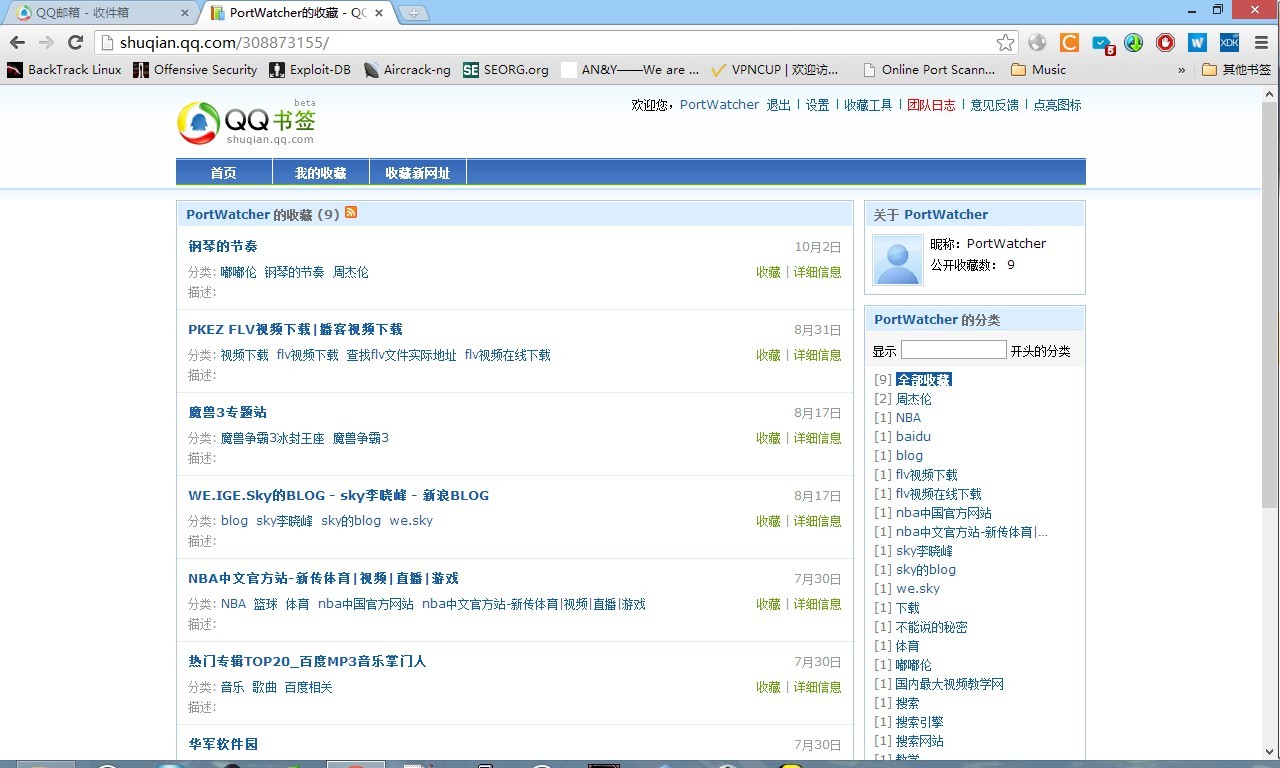 QQ邮箱 - 收件箱
PortWatcher的收藏 - QQ
shuqian.qq.com/308873155/
BackTrack Linux Offensive Security Exploit-DB Aircrack-ng SEORG.org AN&Y——We are ... VPNCUP | 欢迎访... Online Port Scann... Music » 其他书签
beta
QQ书签
shuqian.qq.com
欢迎您，PortWatcher 退出 | 设置 | 收藏工具 | 团队日志 | 意见反馈 | 点亮图标
首页 我的收藏 收藏新网址
PortWatcher 的收藏 (9)
钢琴的节奏 10月2日
分类: 嘟嘟伦 钢琴的节奏 周杰伦 收藏 | 详细信息
描述:
PKEZ FLV视频下载|播客视频下载 8月31日
分类: 视频下载 flv视频下载 查找flv文件实际地址 flv视频在线下载 收藏 | 详细信息
描述:
魔兽3专题站 8月17日
分类: 魔兽争霸3冰封王座 魔兽争霸3 收藏 | 详细信息
描述:
WE.IGE.Sky的BLOG - sky李晓峰 - 新浪BLOG 8月17日
分类: blog sky李晓峰 sky的blog we.sky 收藏 | 详细信息
描述:
NBA中文官方站-新传体育|视频|直播|游戏 7月30日
分类: NBA 篮球 体育 nba中国官方网站 nba中文官方站-新传体育|视频|直播|游戏 收藏 | 详细信息
描述:
热门专辑TOP20_百度MP3音乐掌门人 7月30日
分类: 音乐 歌曲 百度相关 收藏 | 详细信息
描述:
华军软件园 7月30日
关于 PortWatcher
昵称：PortWatcher
公开收藏数： 9
PortWatcher 的分类
显示 开头的分类
[9] 全部收藏
[2] 周杰伦
[1] NBA
[1] baidu
[1] blog
[1] flv视频下载
[1] flv视频在线下载
[1] nba中国官方网站
[1] nba中文官方站-新传体育|...
[1] sky李晓峰
[1] sky的blog
[1] we.sky
[1] 下载
[1] 不能说的秘密
[1] 体育
[1] 嘟嘟伦
[1] 国内最大视频教学网
[1] 搜索
[1] 搜索引擎
[1] 搜索网站
[1] 教学